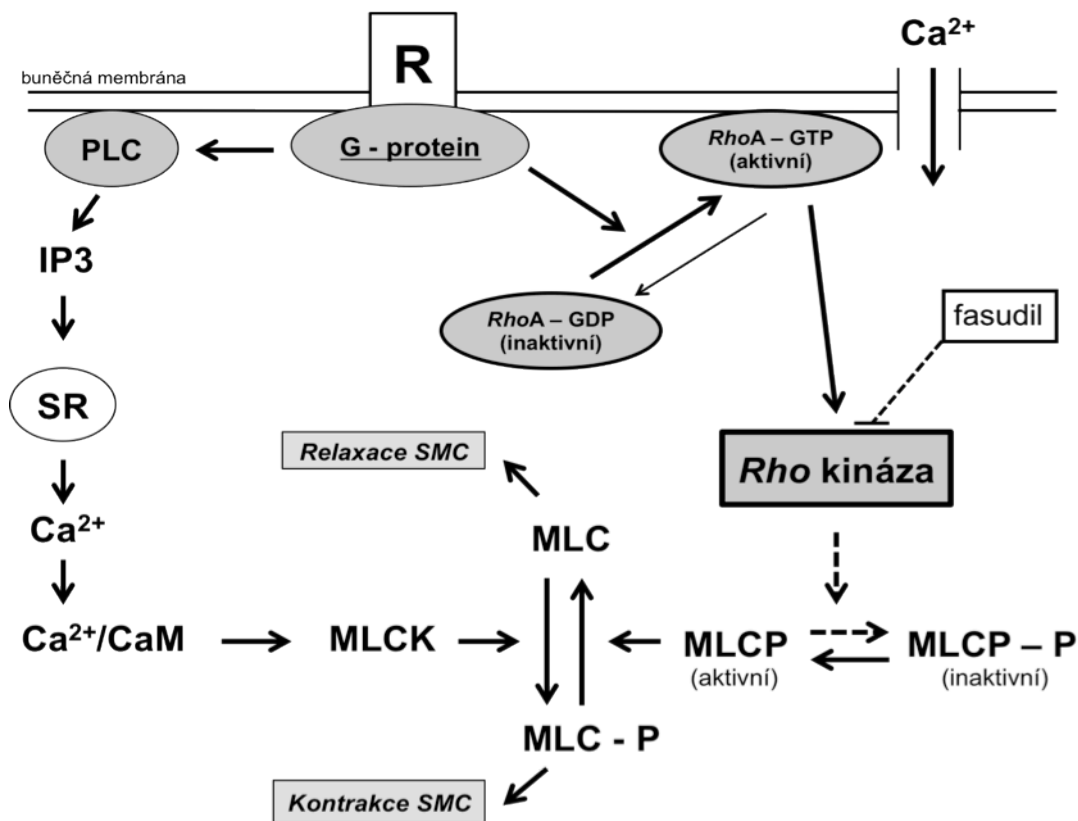 Ca²⁺
R
buněčná membrána
PLC
G - protein
RhoA – GTP
(aktivní)
IP3
RhoA – GDP
(inaktivní)
fasudil
SR
Relaxace SMC
Rho kináza
Ca²⁺
MLC
Ca²⁺/CaM
MLCK
MLCP
(aktivní)
MLCP – P
(inaktivní)
MLC - P
Kontrakce SMC